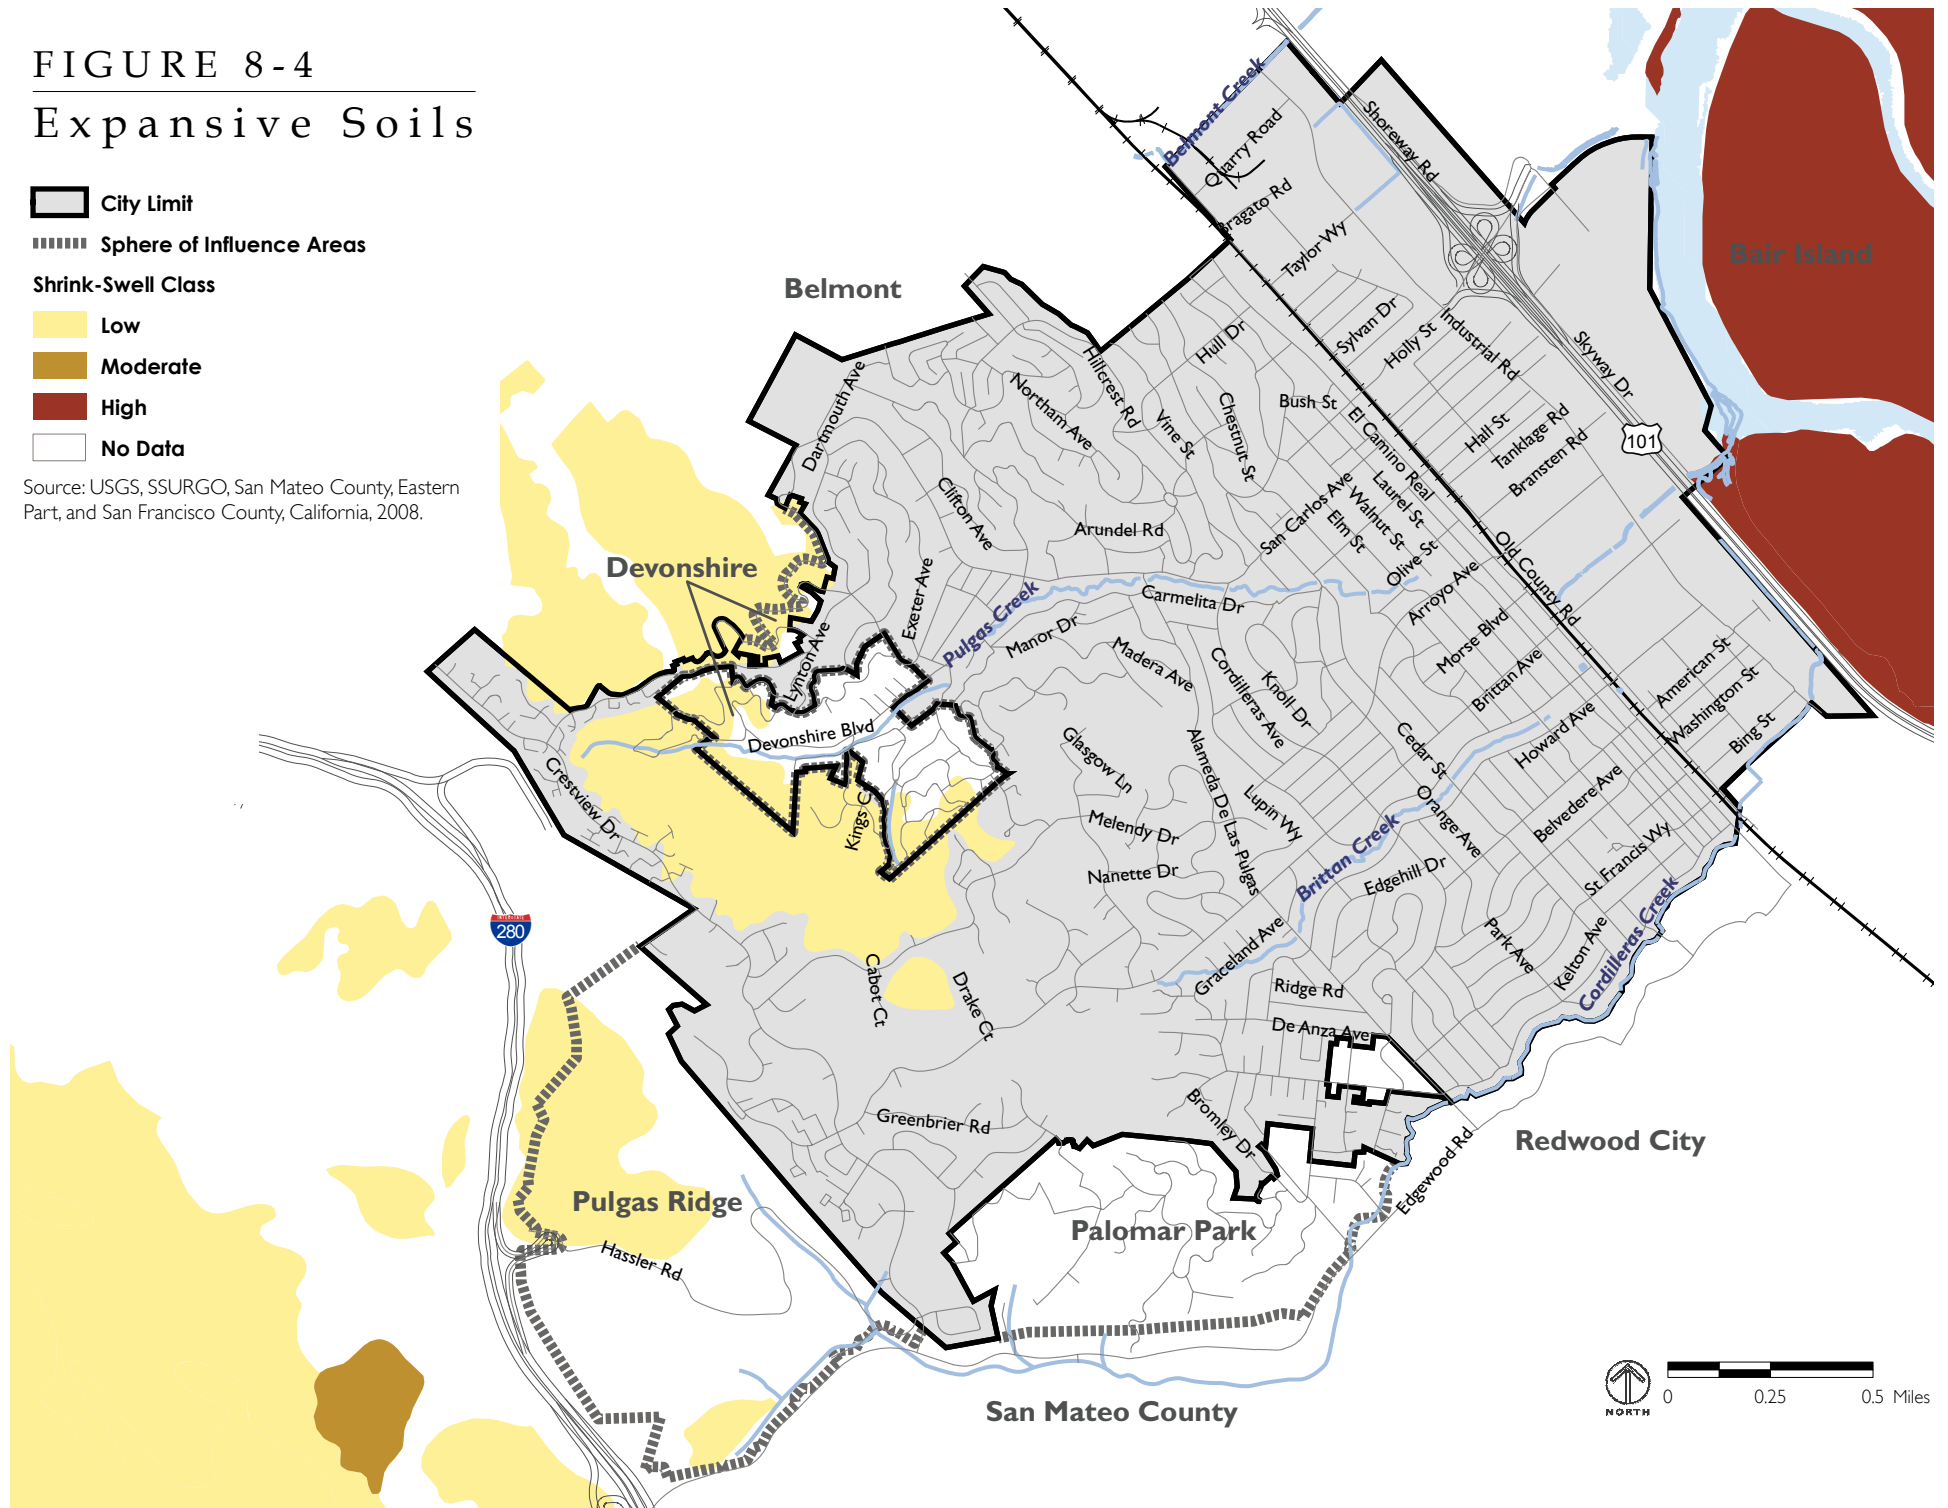 FIGURE 8-4
Expansive Soils
City Limit
Sphere of Influence Areas
Shrink-Swell Class
Low
Moderate
High
No Data
Source: USGS, SSURGO, San Mateo County, Eastern
Part, and San Francisco County, California, 2008.
Belmont Creek
Quarry Road
Bragato Rd
Taylor Wy
Shoreway Rd
Bair Island
Belmont
Hull Dr
Sylvan Dr
Holly St
Industrial Rd
Skyway Dr
Dartmouth Ave
Northam Ave
Hillcrest Rd
Vine St
Chestnut St
Bush St
El Camino Real
Hall St
Tanklage Rd
Bransten Rd
101
Clifton Ave
Arundel Rd
San Carlos Ave
Laurel St
Walnut St
Elm St
Olive St
Old County Rd
Arroyo Ave
Devonshire
Exeter Ave
Pulgas Creek
Carmelita Dr
Manor Dr
Madera Ave
Morse Blvd
Brittan Ave
American St
Washington St
Bing St
Lynton Ave
Devonshire Blvd
Cordilleras Ave
Knoll Dr
Howard Ave
Cedar St
Glasgow Ln
Alameda De Las Pulgas
Lupin Wy
Orange Ave
Belvedere Ave
St Francis Wy
Crestview Dr
Kings C
Melendy Dr
Nanette Dr
Brittan Creek
Edgehill Dr
280
Graceland Ave
Park Ave
Kelton Ave
Cordilleras Creek
Cabot Ct
Drake Ct
Ridge Rd
De Anza Ave
Greenbrier Rd
Bromley Dr
Redwood City
Edgewood Rd
Pulgas Ridge
Hassler Rd
Palomar Park
San Mateo County
NORTH
0 0.25 0.5 Miles